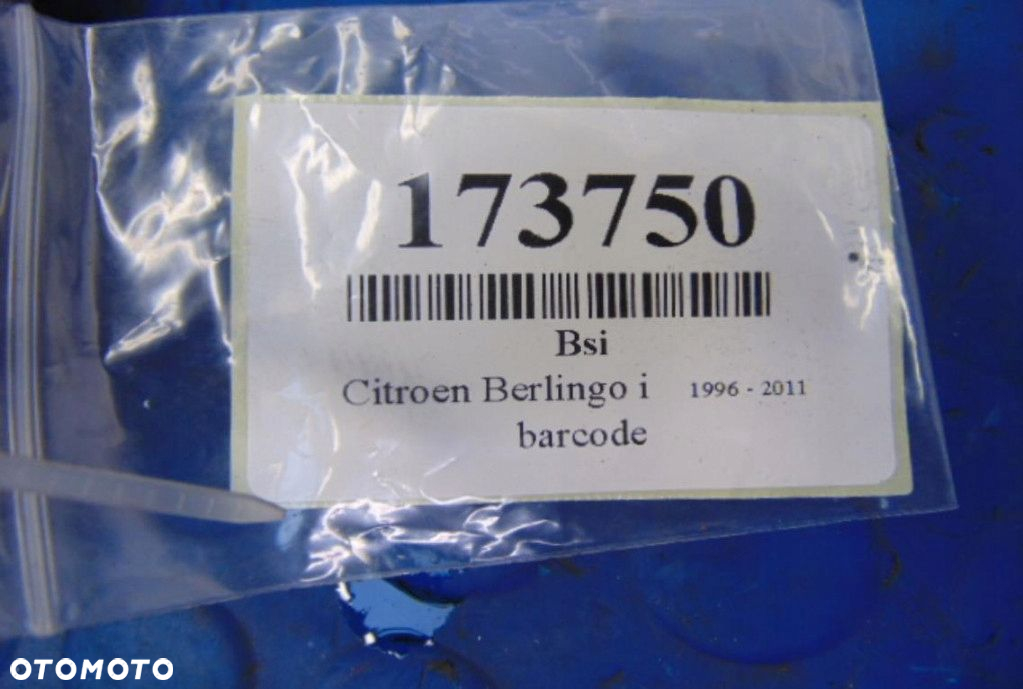 173750
Bsi
Citroen Berlingo i 1996 - 2011
barcode
OTOMOTO